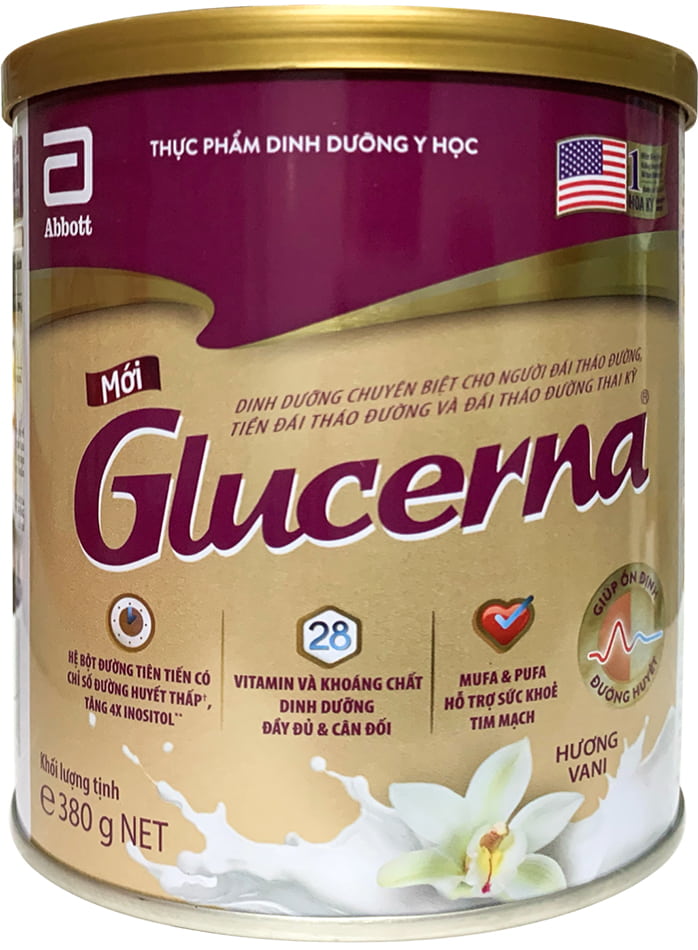 Abbott
THỰC PHẨM DINH DƯỠNG Y HỌC
1
HOA KỲ
Mới
DINH DƯỠNG CHUYÊN BIỆT CHO NGƯỜI ĐÁI THÁO ĐƯỜNG,
TIỀN ĐÁI THÁO ĐƯỜNG VÀ ĐÁI THÁO ĐƯỜNG THAI KỲ
Glucerna®
HỆ BỘT ĐƯỜNG TIÊN TIẾN CÓ
CHỈ SỐ ĐƯỜNG HUYẾT THẤP†,
TĂNG 4X INOSITOL**
28
VITAMIN VÀ KHOÁNG CHẤT
DINH DƯỠNG
ĐẦY ĐỦ & CÂN ĐỐI
MUFA & PUFA
HỖ TRỢ SỨC KHOẺ
TIM MẠCH
GIÚP ỔN ĐỊNH
ĐƯỜNG HUYẾT
HƯƠNG
VANI
Khối lượng tịnh
℮380 g NET